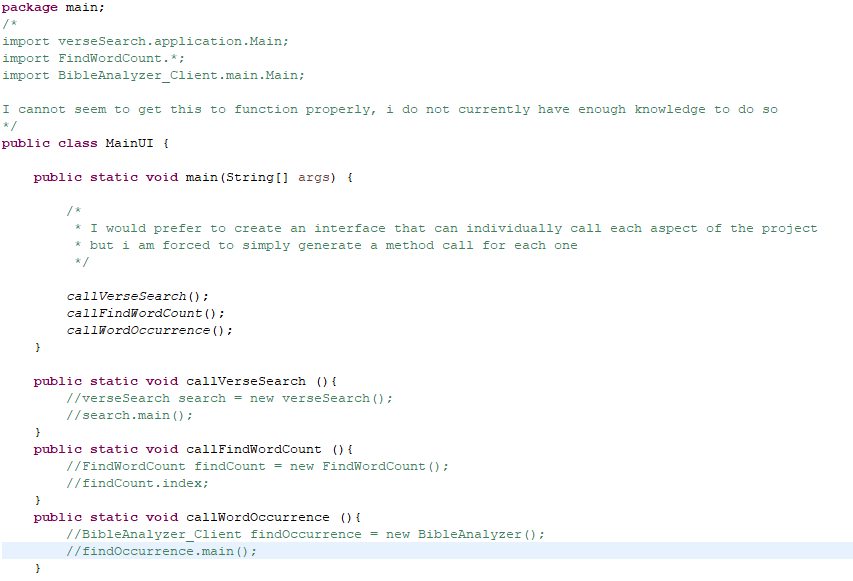 package main;
/*
import verseSearch.application.Main;
import FindWordCount.*;
import BibleAnalyzer_Client.main.Main;

I cannot seem to get this to function properly, i do not currently have enough knowledge to do so
*/
public class MainUI {

    public static void main(String[] args) {

        /*
         * I would prefer to create an interface that can individually call each aspect of the project
         * but i am forced to simply generate a method call for each one
         */

        callVerseSearch();
        callFindWordCount();
        callWordOccurrence();
    }

    public static void callVerseSearch (){
        //verseSearch search = new verseSearch();
        //search.main();
    }
    public static void callFindWordCount (){
        //FindWordCount findCount = new FindWordCount();
        //findCount.index;
    }
    public static void callWordOccurrence (){
        //BibleAnalyzer_Client findOccurrence = new BibleAnalyzer();
        //findOccurrence.main();
    }